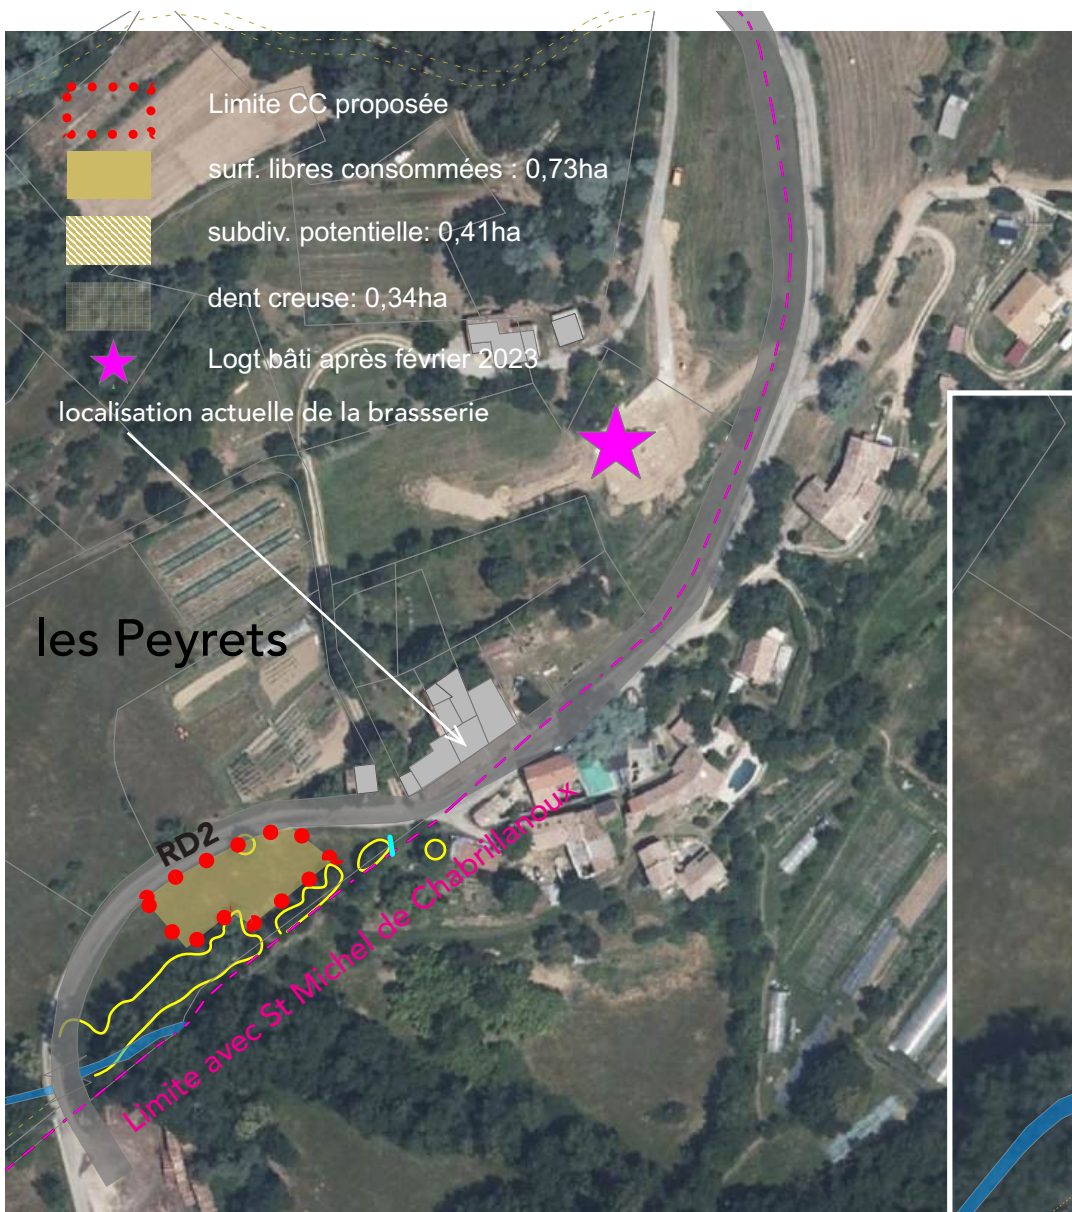 Limite CC proposée
surf. libres consommées : 0,73ha
subdiv. potentielle: 0,41ha
dent creuse: 0,34ha
Logt bâti après février 2023
localisation actuelle de la brassserie
les Peyrets
RD2
Limite avec St Michel de Chabrillanoux